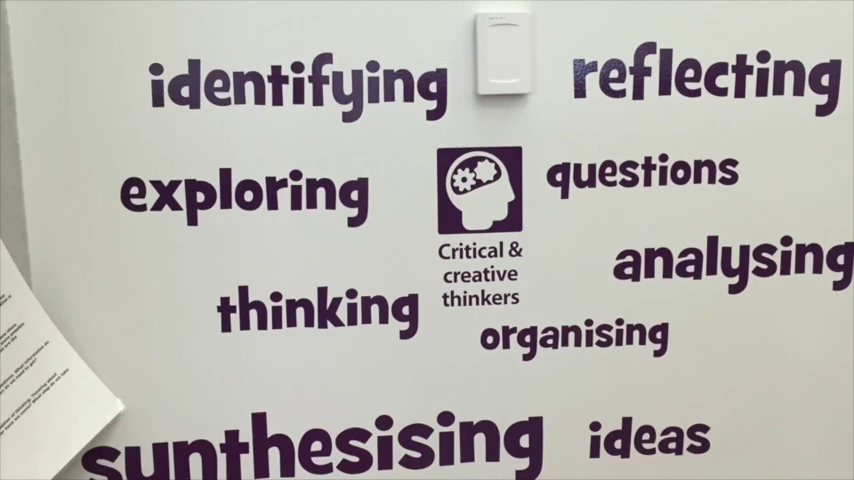 identifying
reflecting
exploring
questions
Critical &
creative
thinkers
analysing
thinking
organising
synthesising
ideas